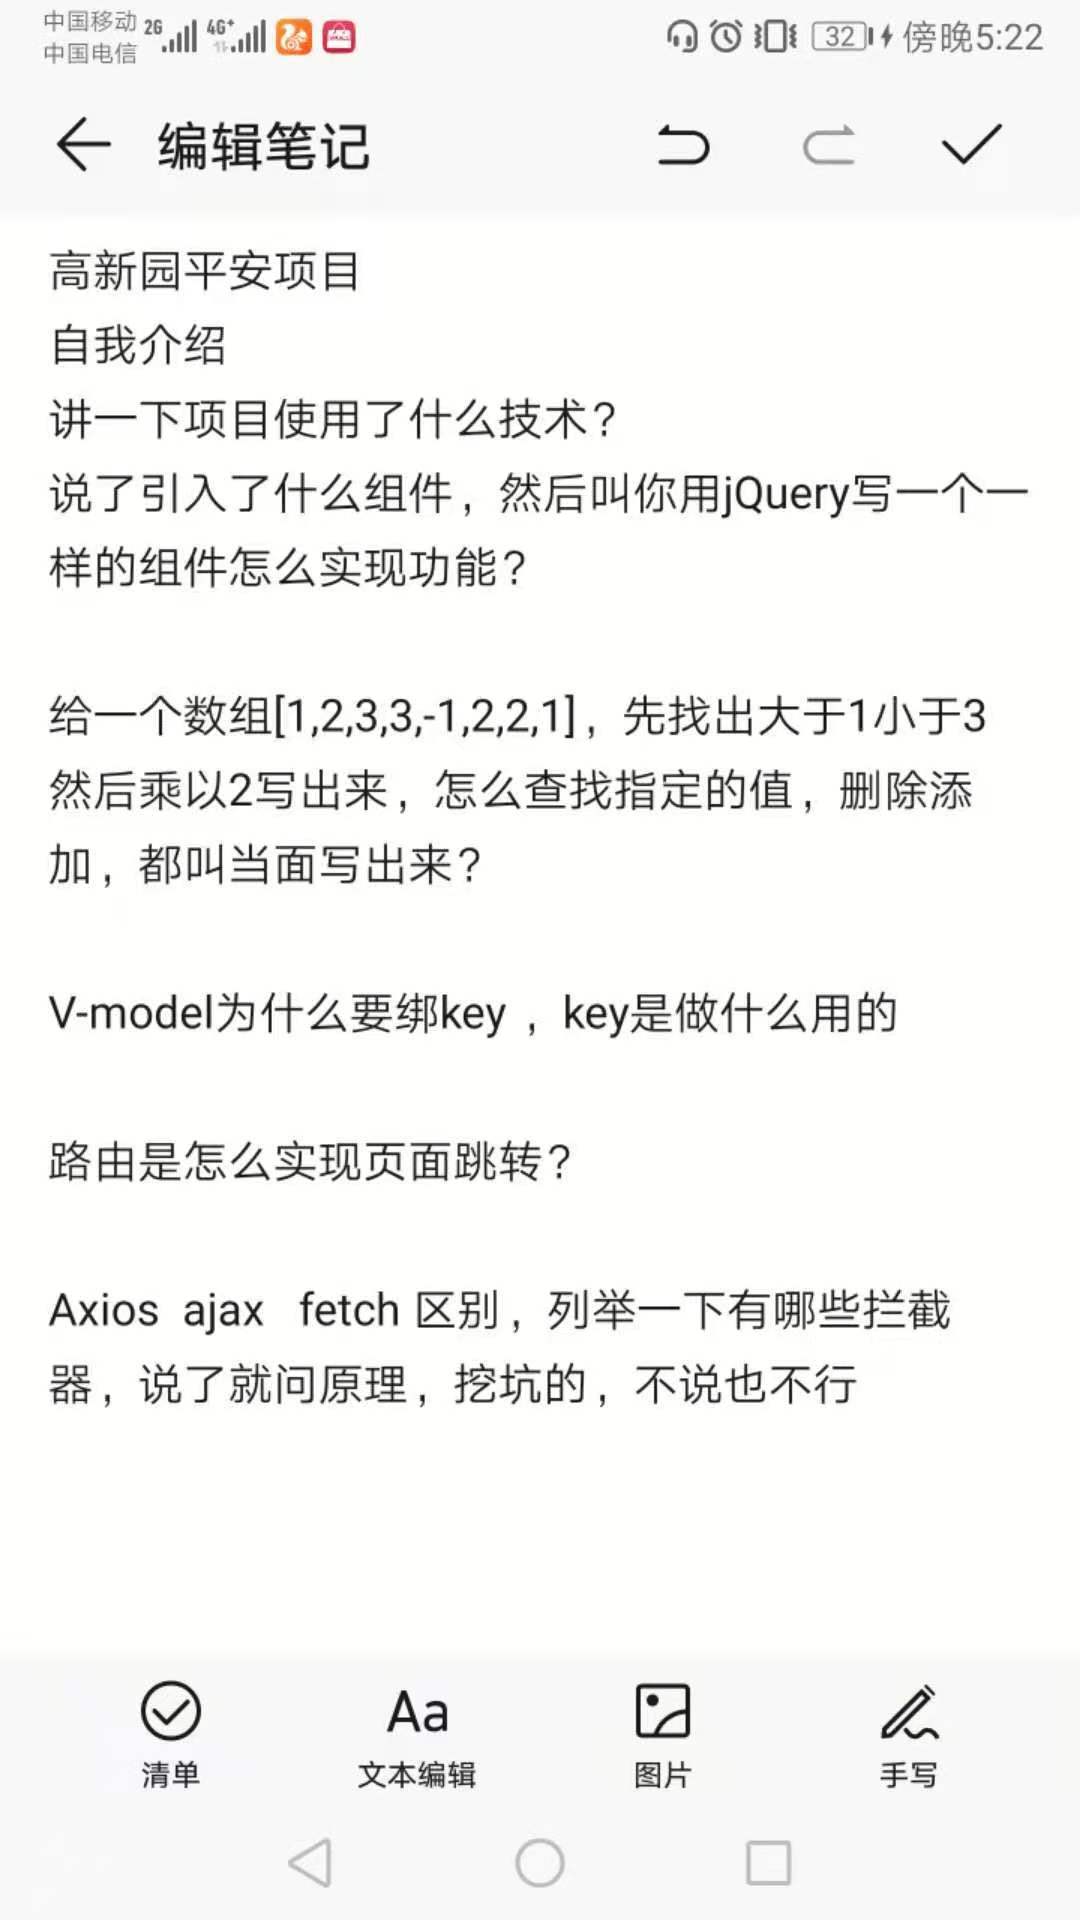 中国移动 2G 4G+
中国电信
32 傍晚5:22
编辑笔记
高新园平安项目
自我介绍
讲一下项目使用了什么技术？
说了引入了什么组件，然后叫你用jQuery写一个一
样的组件怎么实现功能？
给一个数组[1,2,3,3,-1,2,2,1]，先找出大于1小于3
然后乘以2写出来，怎么查找指定的值，删除添
加，都叫当面写出来？
V-model为什么要绑key ，key是做什么用的
路由是怎么实现页面跳转？
Axios ajax fetch 区别，列举一下有哪些拦截
器，说了就问原理，挖坑的，不说也不行
清单 Aa 文本编辑 图片 手写